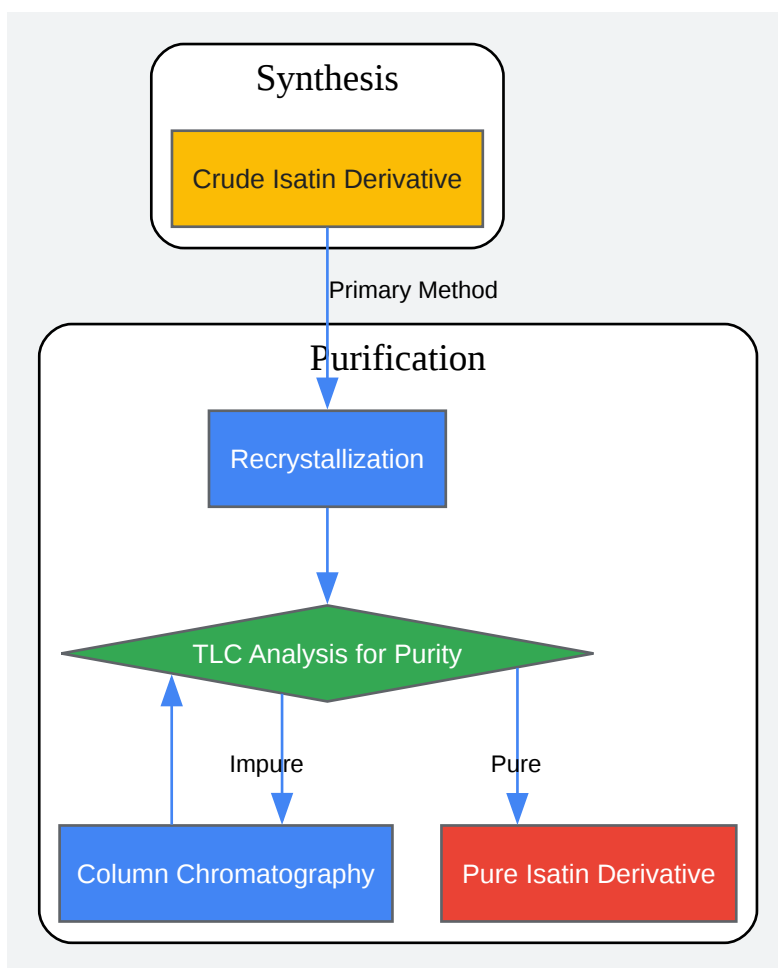 Synthesis
Crude Isatin Derivative
Primary Method
Purification
Recrystallization
TLC Analysis for Purity
Impure
Pure
Column Chromatography
Pure Isatin Derivative